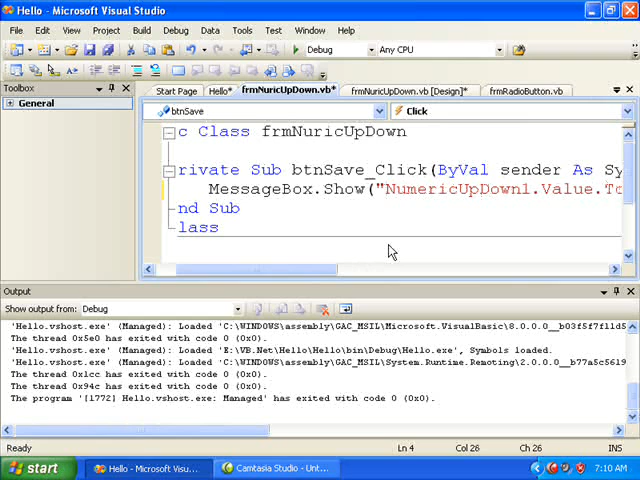 Hello - Microsoft Visual Studio
File Edit View Project Build Debug Data Tools Test Window Help
Debug Any CPU
Toolbox
General
Start Page Hello* frmNuricUpDown.vb* frmNuricUpDown.vb [Design]* frmRadioButton.vb
btnSave Click
c Class frmNuricUpDown
rivate Sub btnSave_Click(ByVal sender As Sy
MessageBox.Show("NumericUpDown1.Value.To
nd Sub
lass
Output
Show output from: Debug
'Hello.vshost.exe' (Managed): Loaded 'C:\WINDOWS\assembly\GAC_MSIL\Microsoft.VisualBasic\8.0.0.0__b03f5f7f11d5
The thread 0x5e0 has exited with code 0 (0x0).
'Hello.vshost.exe' (Managed): Loaded 'E:\VB.Net\Hello\Hello\bin\Debug\Hello.exe', Symbols loaded.
'Hello.vshost.exe' (Managed): Loaded 'C:\WINDOWS\assembly\GAC_MSIL\System.Runtime.Remoting\2.0.0.0__b77a5c5619
The thread 0x1cc has exited with code 0 (0x0).
The thread 0x94c has exited with code 0 (0x0).
The program '[1772] Hello.vshost.exe: Managed' has exited with code 0 (0x0).
Ready Ln 4 Col 26 Ch 26 INS
start Hello - Microsoft Visu... Camtasia Studio - Unt... 7:10 AM